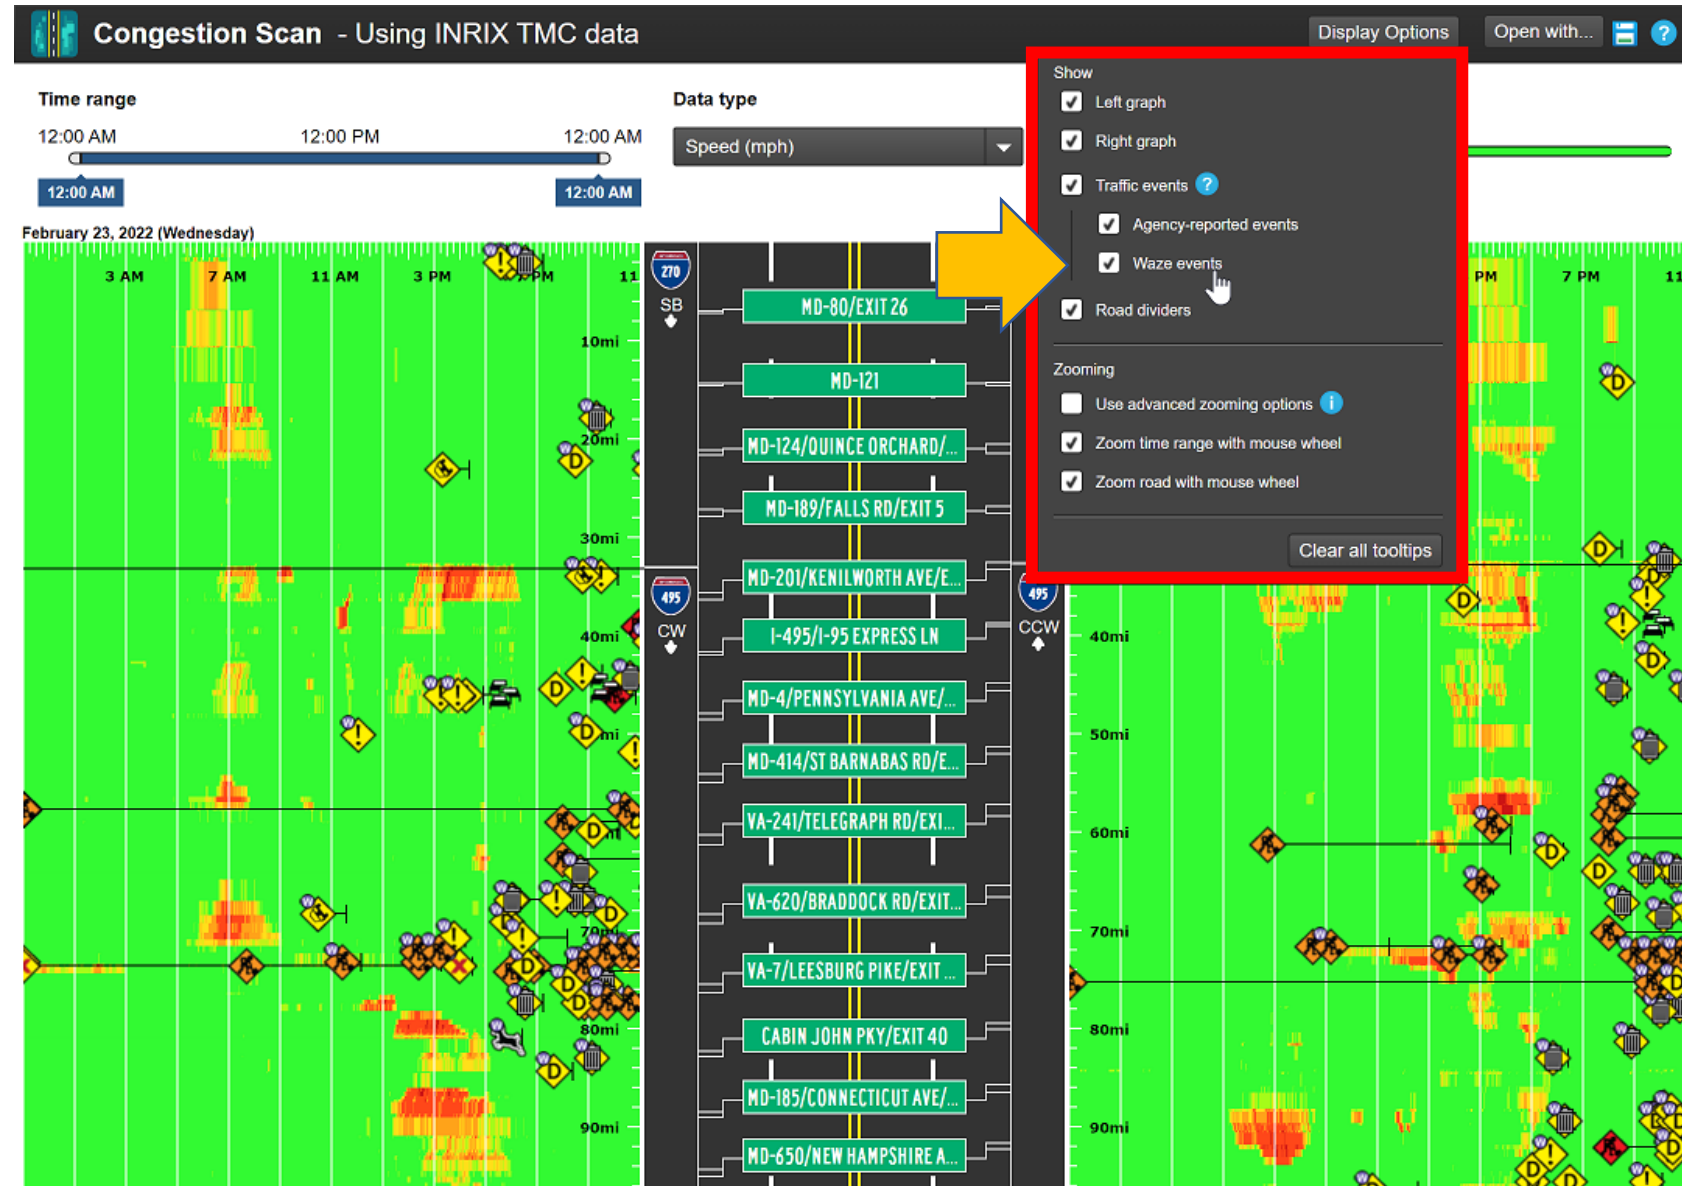 Congestion Scan - Using INRIX TMC data
Display Options
Open with...
?
Time range
12:00 AM 12:00 PM 12:00 AM
12:00 AM 12:00 AM
Data type
Speed (mph)
Show
Left graph
Right graph
Traffic events ?
Agency-reported events
Waze events
Road dividers
Zooming
Use advanced zooming options i
Zoom time range with mouse wheel
Zoom road with mouse wheel
Clear all tooltips
February 23, 2022 (Wednesday)
3 AM 7 AM 11 AM 3 PM PM 11
10mi
20mi
30mi
40mi
mi
70mi
80mi
90mi
270
SB
495
CW
MD-80/EXIT 26
MD-121
MD-124/QUINCE ORCHARD/...
MD-189/FALLS RD/EXIT 5
MD-201/KENILWORTH AVE/E...
I-495/I-95 EXPRESS LN
MD-4/PENNSYLVANIA AVE/...
MD-414/ST BARNABAS RD/E...
VA-241/TELEGRAPH RD/EXI...
VA-620/BRADDOCK RD/EXIT...
VA-7/LEESBURG PIKE/EXIT ...
CABIN JOHN PKY/EXIT 40
MD-185/CONNECTICUT AVE/...
MD-650/NEW HAMPSHIRE A...
495
CCW
PM 7 PM 11
40mi
50mi
60mi
70mi
80mi
90mi